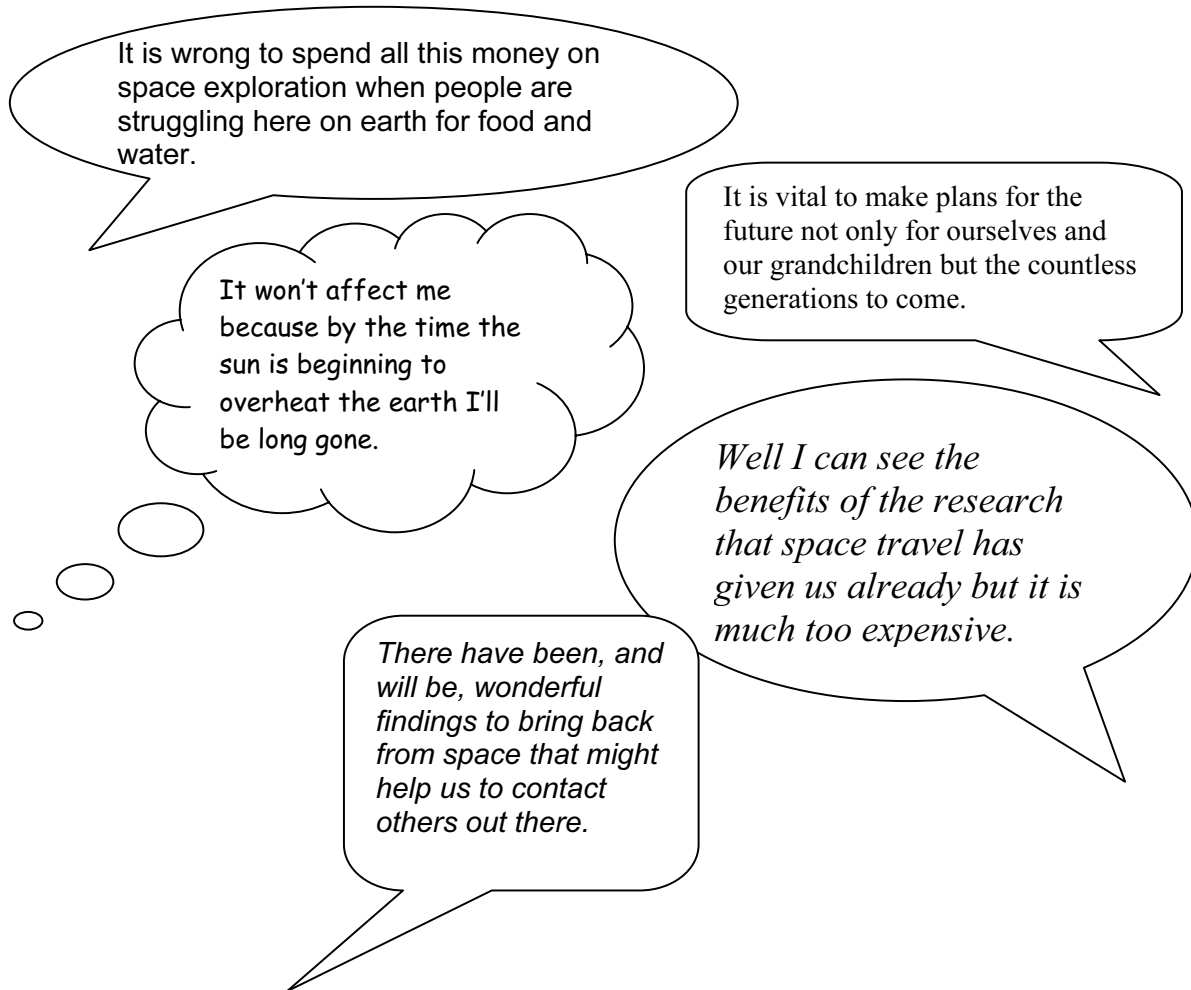 It is wrong to spend all this money on
space exploration when people are
struggling here on earth for food and
water.
It is vital to make plans for the
future not only for ourselves and
our grandchildren but the countless
generations to come.
It won't affect me
because by the time the
sun is beginning to
overheat the earth I'll
be long gone.
Well I can see the
benefits of the research
that space travel has
given us already but it is
much too expensive.
There have been, and
will be, wonderful
findings to bring back
from space that might
help us to contact
others out there.